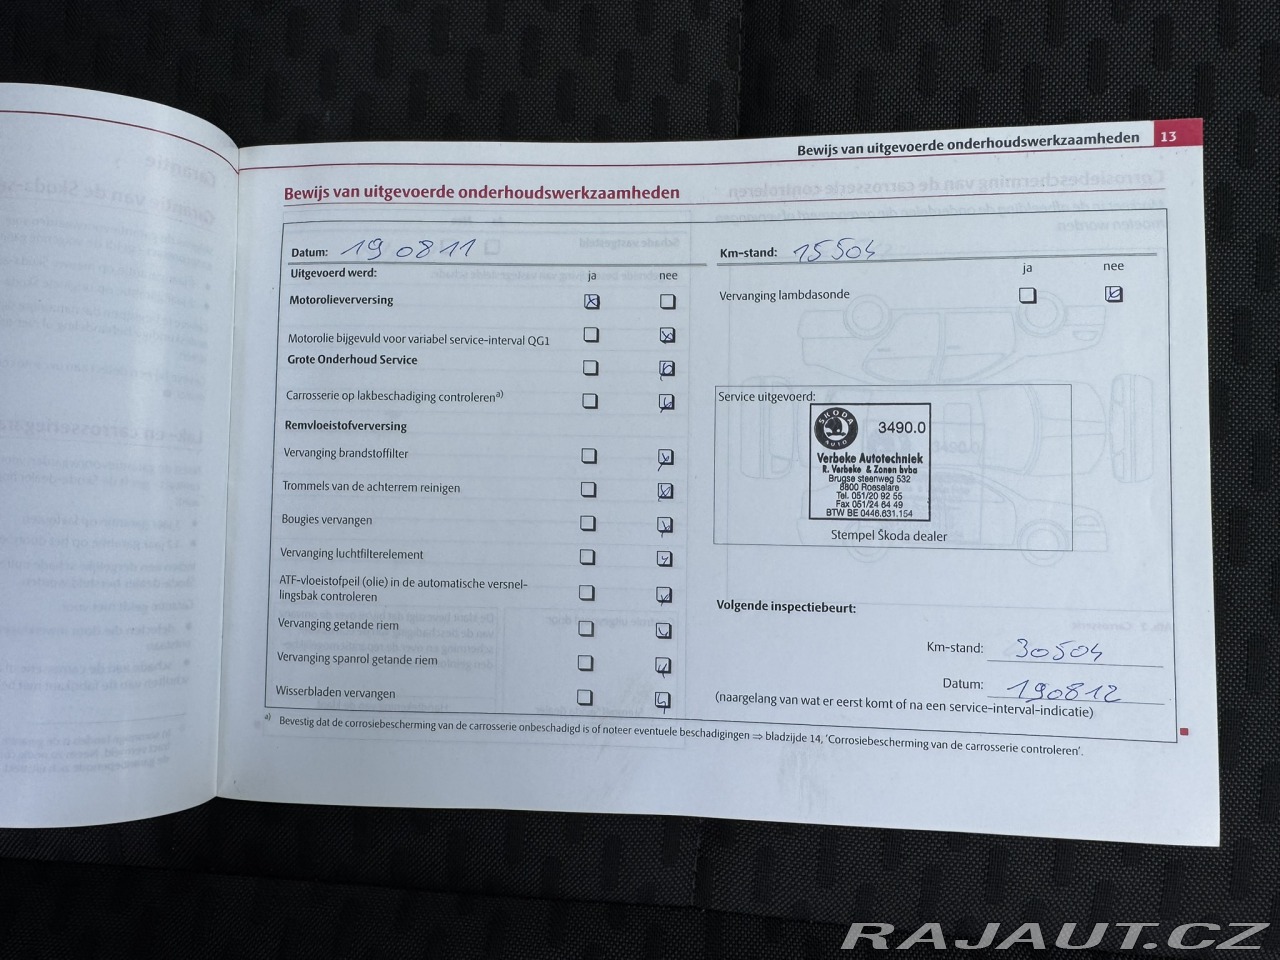 Bewijs van uitgevoerde onderhoudswerkzaamheden 13
Bewijs van uitgevoerde onderhoudswerkzaamheden
Datum: 19 08 11
Km-stand: 15504
Uitgevoerd werd: ja nee
ja nee
Motorolieverversing
Vervanging lambdasonde
Motorolie bijgevuld voor variabel service-interval QG1
Grote Onderhoud Service
Carrosserie op lakbeschadiging controleren a)
Remvloeistofverversing
Vervanging brandstoffilter
Trommels van de achterrem reinigen
Bougies vervangen
Vervanging luchtfilterelement
ATF-vloeistofpeil (olie) in de automatische versnel-
lingsbak controleren
Vervanging getande riem
Vervanging spanrol getande riem
Wisserbladen vervangen
Service uitgevoerd:
ŠKODA
AUTO
3490.0
Verbeke Autotechniek
R. Verbeke & Zonen bvba
Brugse steenweg 532
8800 Roeselare
Tel. 051/20 92 55
Fax 051/24 64 49
BTW BE 0446.631.154
Stempel Škoda dealer
Volgende inspectiebeurt:
Km-stand: 30504
Datum: 190812
(naargelang van wat er eerst komt of na een service-interval-indicatie)
a) Bevestig dat de corrosiebescherming van de carrosserie onbeschadigd is of noteer eventuele beschadigingen ⇒ bladzijde 14, 'Corrosiebescherming van de carrosserie controleren'.
RAJAUT.CZ